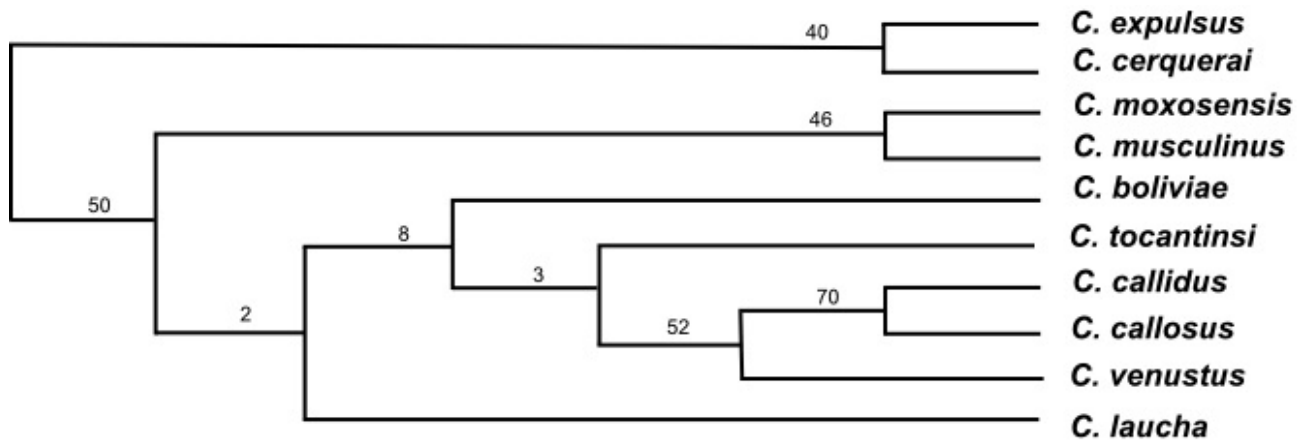 40
C. expulsus
C. cerquerai
46
C. moxosensis
C. musculinus
50
C. boliviae
8
C. tocantinsi
3
C. callidus
70
C. callosus
2
52
C. venustus
C. laucha